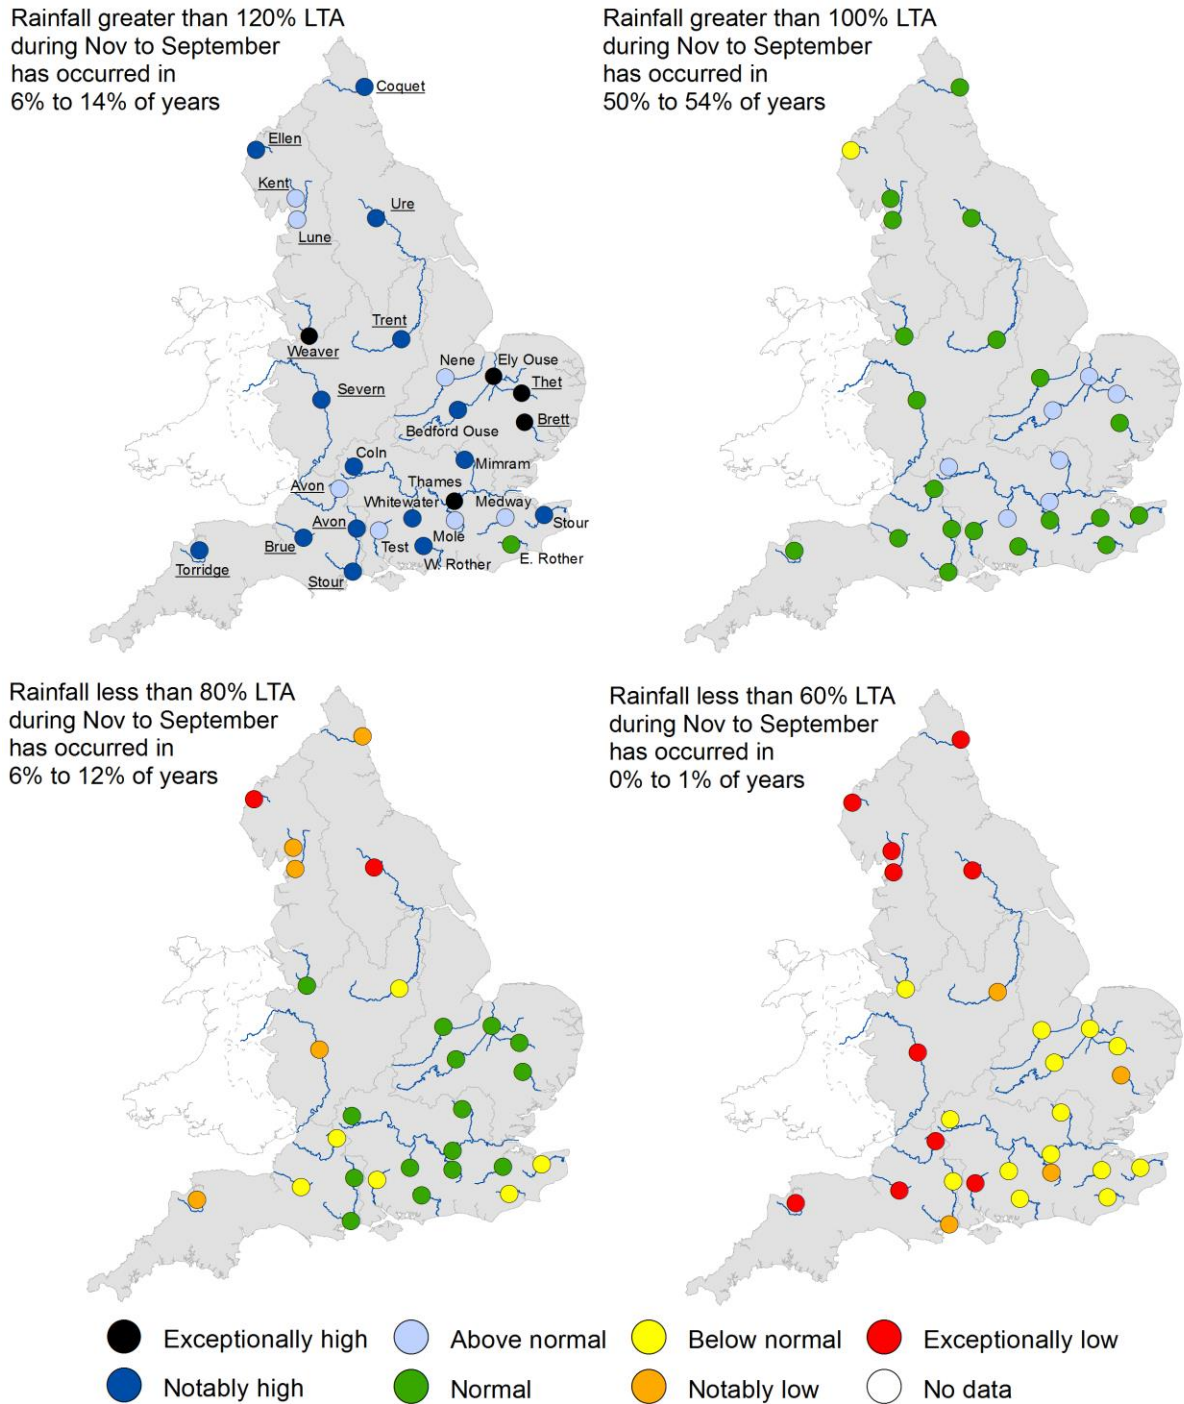 Rainfall greater than 120% LTA
during Nov to September
has occurred in
6% to 14% of years
Rainfall greater than 100% LTA
during Nov to September
has occurred in
50% to 54% of years
Coquet
Ellen
Kent
Ure
Lune
Trent
Weaver
Nene
Ely Ouse
Severn
Thet
Brett
Bedford Ouse
Coln
Mimram
Avon
Thames
Whitewater
Medway
Avon
Stour
Brue
Test
Mole
E. Rother
W. Rother
Torridge
Stour
Rainfall less than 80% LTA
during Nov to September
has occurred in
6% to 12% of years
Rainfall less than 60% LTA
during Nov to September
has occurred in
0% to 1% of years
Exceptionally high
Above normal
Below normal
Exceptionally low
Notably high
Normal
Notably low
No data